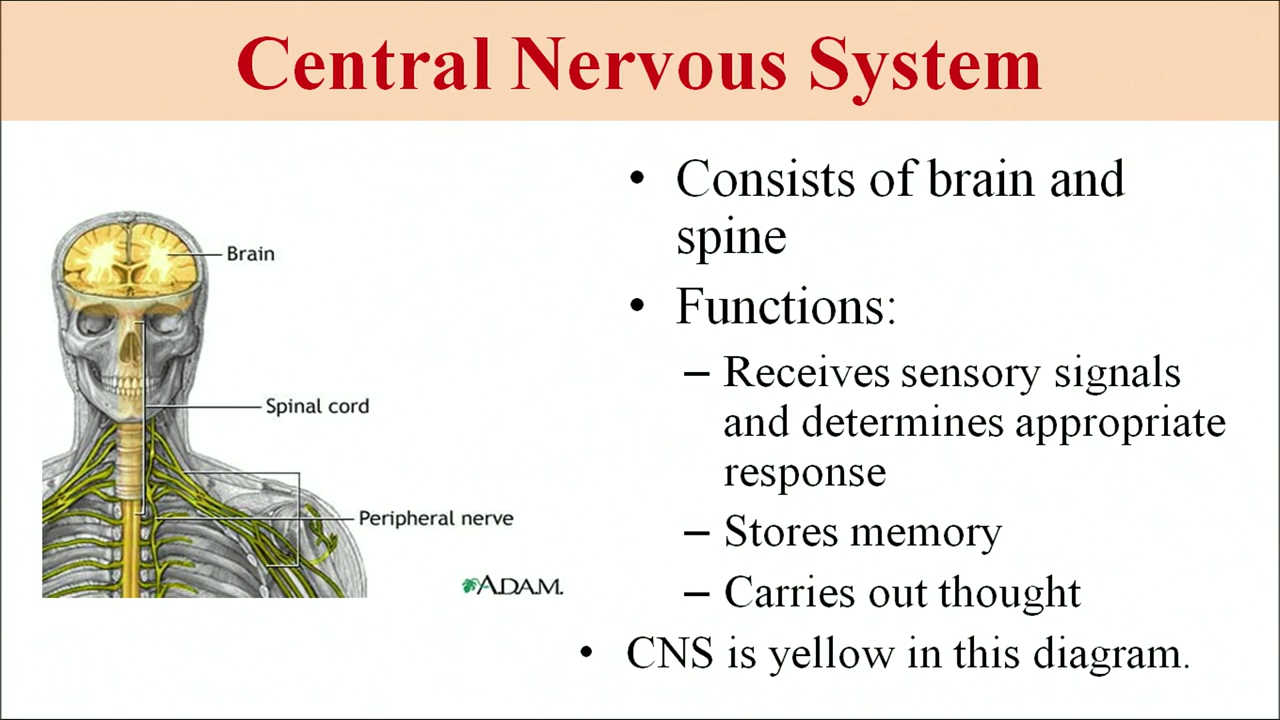 Central Nervous System
• Consists of brain and
spine
• Functions:
– Receives sensory signals
and determines appropriate
response
– Stores memory
– Carries out thought
• CNS is yellow in this diagram.
Brain
Spinal cord
Peripheral nerve
A.D.A.M.